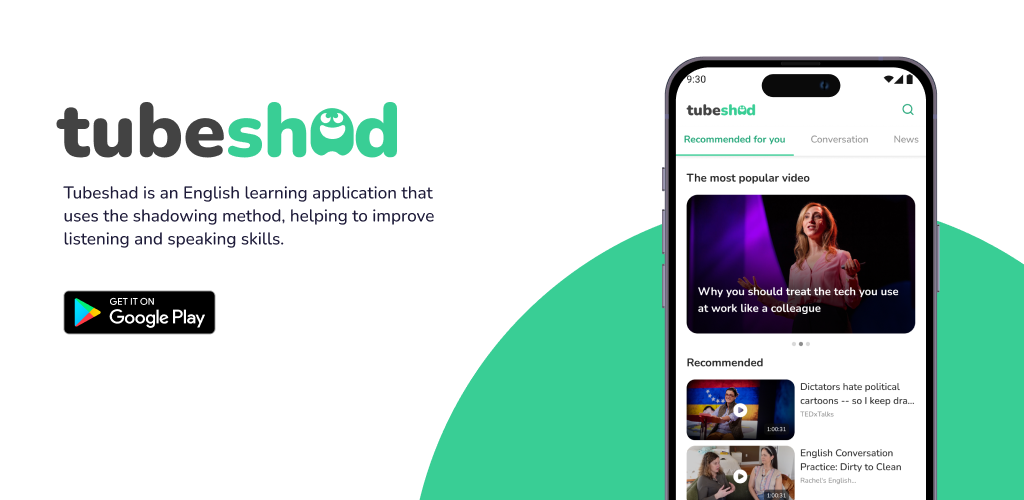 tubeshad
Tubeshad is an English learning application that
uses the shadowing method, helping to improve
listening and speaking skills.
GET IT ON
Google Play
9:30
tubeshad
Recommended for you
Conversation
News
The most popular video
Why you should treat the tech you use
at work like a colleague
Recommended
Dictators hate political
cartoons -- so I keep dra...
TEDxTalks
1:00:31
English Conversation
Practice: Dirty to Clean
Rachel's English...
1:00:31